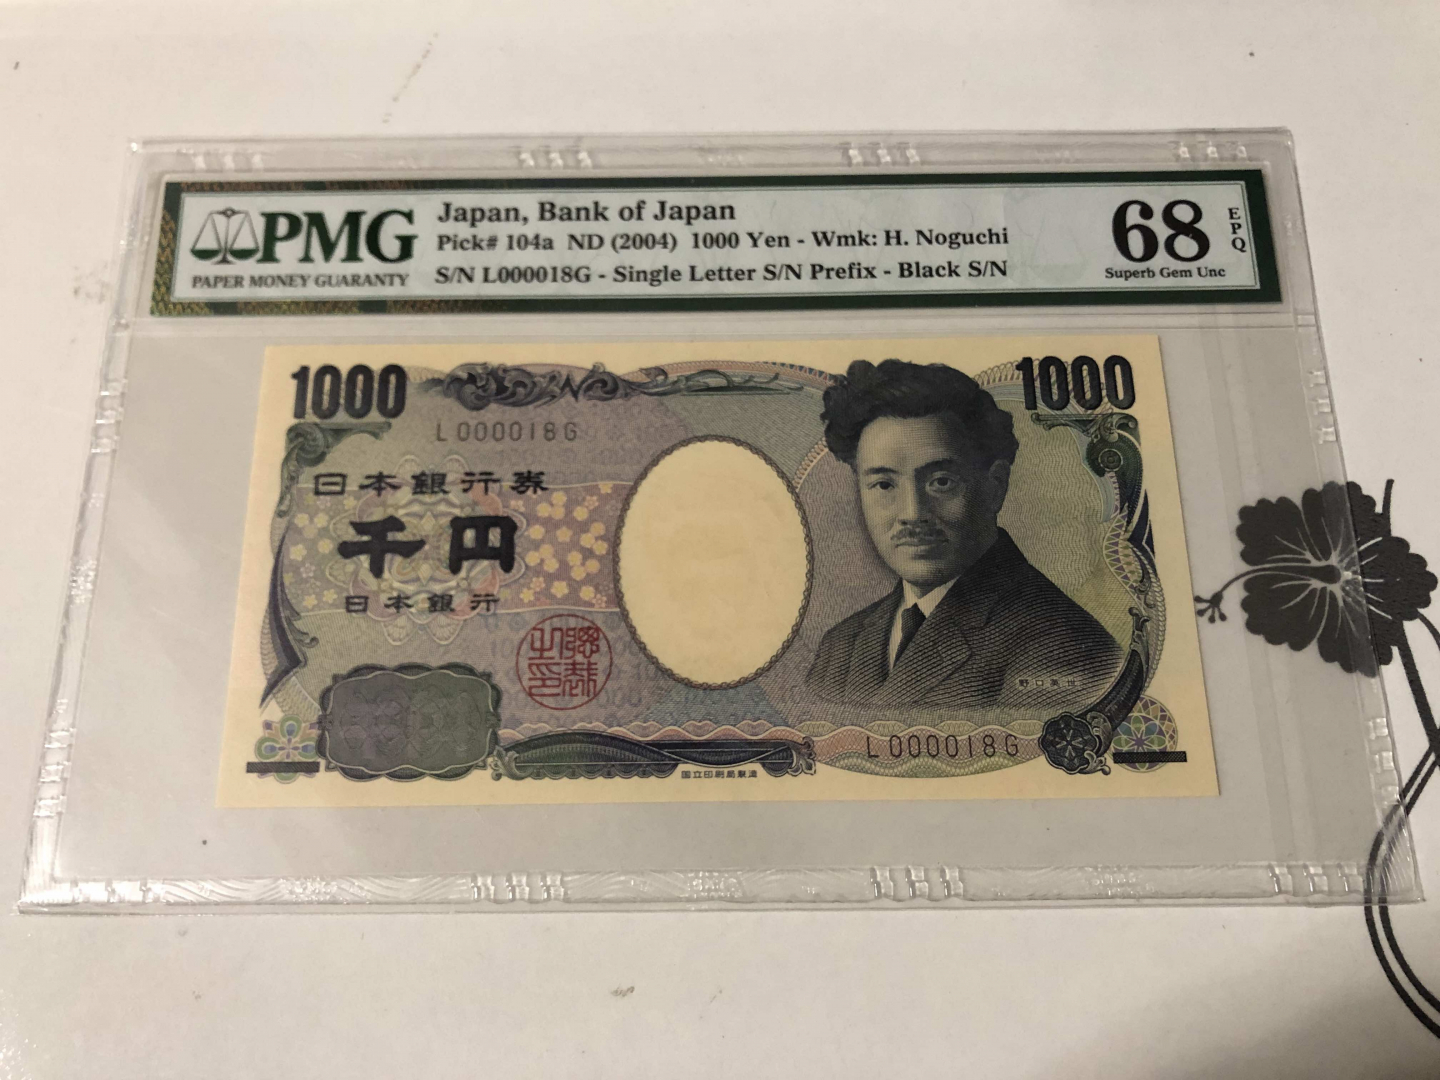 PMG
PAPER MONEY GUARANTY
Japan, Bank of Japan
Pick# 104a ND (2004) 1000 Yen - Wmk: H. Noguchi
S/N L000018G - Single Letter S/N Prefix - Black S/N
68
EPQ
Superb Gem Unc
1000
1000
L000018G
日本銀行券
千円
日本銀行
野口英世
L000018G
国立印刷局製造